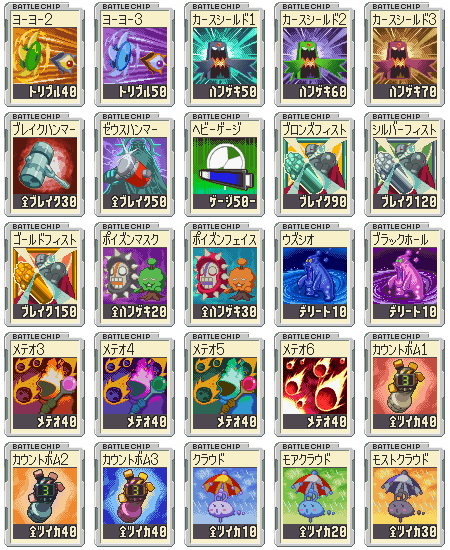 BATTLECHIP BATTLECHIP BATTLECHIP BATTLECHIP BATTLECHIP
ヨーヨー2 ヨーヨー3 カースシールド1 カースシールド2 カースシールド3
トリプル40 トリプル50 ハンゲキ50 ハンゲキ60 ハンゲキ70
BATTLECHIP BATTLECHIP BATTLECHIP BATTLECHIP BATTLECHIP
ブレイクハンマー ゼウスハンマー ヘビーゲージ ブロンズフィスト シルバーフィスト
全ブレイク30 全ブレイク50 ゲージ50- ブレイク90 ブレイク120
BATTLECHIP BATTLECHIP BATTLECHIP BATTLECHIP BATTLECHIP
ゴールドフィスト ポイズンマスク ポイズンフェイス ウズシオ ブラックホール
ブレイク150 全ハンゲキ20 全ハンゲキ30 デリート10 デリート10
BATTLECHIP BATTLECHIP BATTLECHIP BATTLECHIP BATTLECHIP
メテオ3 メテオ4 メテオ5 メテオ6 カウントボム1
メテオ40 メテオ40 メテオ40 メテオ40 3 全ツイカ40
BATTLECHIP BATTLECHIP BATTLECHIP BATTLECHIP BATTLECHIP
カウントボム2 カウントボム3 クラウド モアクラウド モストクラウド
3 全ツイカ40 3 全ツイカ40 全ツイカ10 全ツイカ20 全ツイカ30